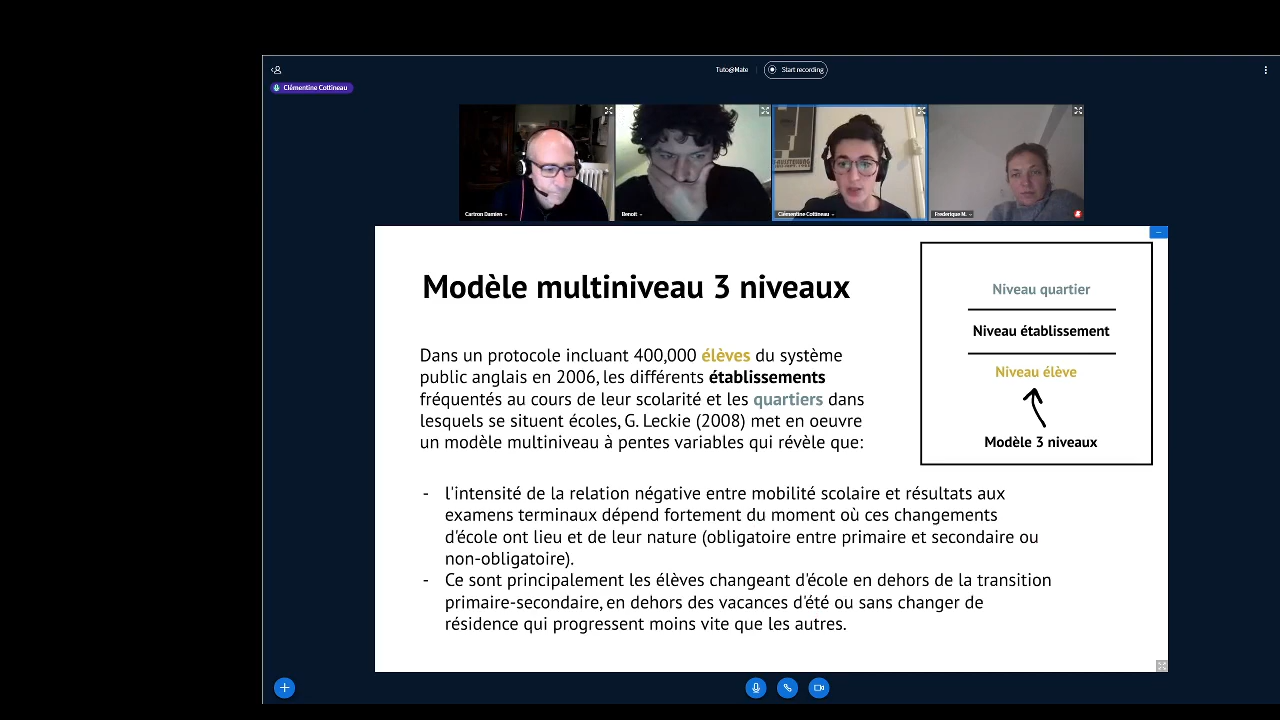 Tuto@Mate
Start recording
Clémentine Cottineau
Cartron Damien
Benoit
Clémentine Cottineau
Frederique M.
Modèle multiniveau 3 niveaux
Dans un protocole incluant 400,000 élèves du système
public anglais en 2006, les différents établissements
fréquentés au cours de leur scolarité et les quartiers dans
lesquels se situent écoles, G. Leckie (2008) met en oeuvre
un modèle multiniveau à pentes variables qui révèle que:
Niveau quartier
Niveau établissement
Niveau élève
Modèle 3 niveaux
- l'intensité de la relation négative entre mobilité scolaire et résultats aux
examens terminaux dépend fortement du moment où ces changements
d'école ont lieu et de leur nature (obligatoire entre primaire et secondaire ou
non-obligatoire).
- Ce sont principalement les élèves changeant d'école en dehors de la transition
primaire-secondaire, en dehors des vacances d'été ou sans changer de
résidence qui progressent moins vite que les autres.